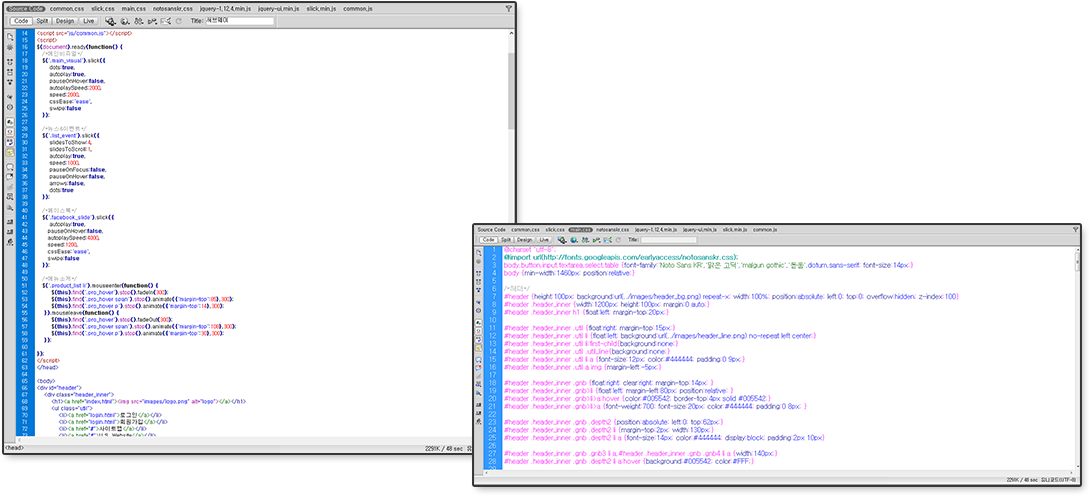 Source Code common.css slick.css main.css notosanskr.css jquery-1.12.4.min.js jquery-ui.min.js slick.min.js common.js
Code Split Design Live Title: 서브웨이
14 <script src="js/common.js"></script>
15 <script>
16 $(document).ready(function() {
17 /*메인비쥬얼*/
18 $('.main_visual').slick({
19 dots:true,
20 autoplay:true,
21 pauseOnHover:false,
22 autoplaySpeed:2000,
23 speed:2000,
24 cssEase:'ease',
25 swipe:false
26 });
27
28 /*뉴스&이벤트*/
29 $('.list_event').slick({
30 slidesToShow:4,
31 slidesToScroll:1,
32 autoplay:true,
33 speed:1000,
34 pauseOnFocus:false,
35 pauseOnHover:false,
36 arrows:false,
37 dots:true
38 });
39
40 /*페이스북*/
41 $('.facebook_slide').slick({
42 autoplay:true,
43 pauseOnHover:false,
44 autoplaySpeed:4000,
45 speed:1200,
46 cssEase:'ease',
47 swipe:false
48 });
49
50 /*메뉴소개*/
51 $('.product_list li').mouseenter(function() {
52 $(this).find('.pro_hover').stop().fadeIn(300);
53 $(this).find('.pro_hover span').stop().animate({'margin-top':95},300);
54 $(this).find('.pro_hover p').stop().animate({'margin-top':14},300);
55 }).mouseleave(function() {
56 $(this).find('.pro_hover').stop().fadeOut(300);
57 $(this).find('.pro_hover span').stop().animate({'margin-top':108},300);
58 $(this).find('.pro_hover p').stop().animate({'margin-top':30},300);
59 });
60
61 });
62 </script>
63 </head>
64
65 <body>
66 <div id="header">
67 <div class="header_inner">
68 <h1><a href="index.html"><img src="images/logo.png" alt="logo"></a></h1>
69 <ul class="util">
70 <li><a href="login.html">로그인</a></li>
71 <li><a href="login.html">회원가입</a></li>
72 <li><a href="#">사이트맵</a></li>
73 <li><a href="#">U.S. Website</a></li>
<head> 2291K / 48 sec
Source Code common.css slick.css main.css notosanskr.css jquery-1.12.4.min.js jquery-ui.min.js slick.min.js common.js
Code Split Design Live Title:
1 @charset "utf-8";
2 @import url(http://fonts.googleapis.com/earlyaccess/notosanskr.css);
3 body,button,input,textarea,select,table {font-family:'Noto Sans KR','맑은 고딕','malgun gothic','돋움',dotum,sans-serif; font-size:14px;}
4 body {min-width:1460px; position:relative;}
5
6 /*헤더*/
7 #header {height:100px; background:url(../images/header_bg.png) repeat-x; width:100%; position:absolute; left:0; top:0; overflow:hidden; z-index:100}
8 #header .header_inner {width:1200px; height:100px; margin:0 auto;}
9 #header .header_inner h1 {float:left; margin-top:20px;}
10
11 #header .header_inner .util {float:right; margin-top:15px;}
12 #header .header_inner .util li {float:left; background:url(../images/header_line.png) no-repeat left center;}
13 #header .header_inner .util li:first-child{background:none;}
14 #header .header_inner .util .util_line{background:none;}
15 #header .header_inner .util li a {font-size:12px; color:#444444; padding:0 9px;}
16 #header .header_inner .util a img {margin-left:-5px;}
17
18 #header .header_inner .gnb {float:right; clear:right; margin-top:14px; }
19 #header .header_inner .gnb>li {float:left; margin-left:80px; position:relative; }
20 #header .header_inner .gnb>li>a:hover {color:#005542; border-top:4px solid #005542;}
21 #header .header_inner .gnb>li>a {font-weight:700; font-size:20px; color:#444444; padding:0 8px; }
22
23 #header .header_inner .gnb .depth2 {position:absolute; left:0; top:62px;}
24 #header .header_inner .gnb .depth2 li {margin-top:2px; width:130px;}
25 #header .header_inner .gnb .depth2 li a {font-size:14px; color:#444444; display:block; padding:2px 10px}
26
27 #header .header_inner .gnb .gnb3 li a,#header .header_inner .gnb .gnb4 li a {width:140px;}
28 #header .header_inner .gnb .depth2 li a:hover {background:#005542; color:#FFF;}
2291K / 48 sec 유니코드(UTF-8)